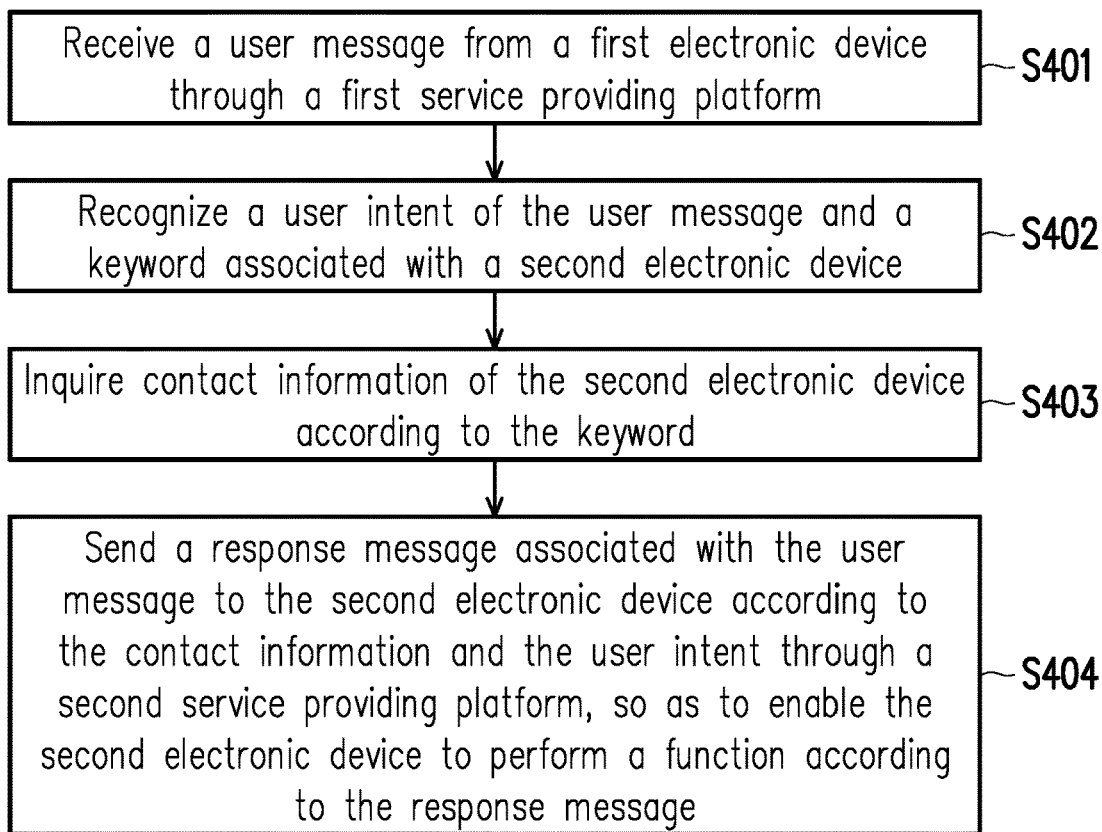 Receive a user message from a first electronic device
through a first service providing platform
S401
Recognize a user intent of the user message and a
keyword associated with a second electronic device
S402
Inquire contact information of the second electronic device
according to the keyword
S403
Send a response message associated with the user
message to the second electronic device according to
the contact information and the user intent through a
second service providing platform, so as to enable the
second electronic device to perform a function according
to the response message
S404